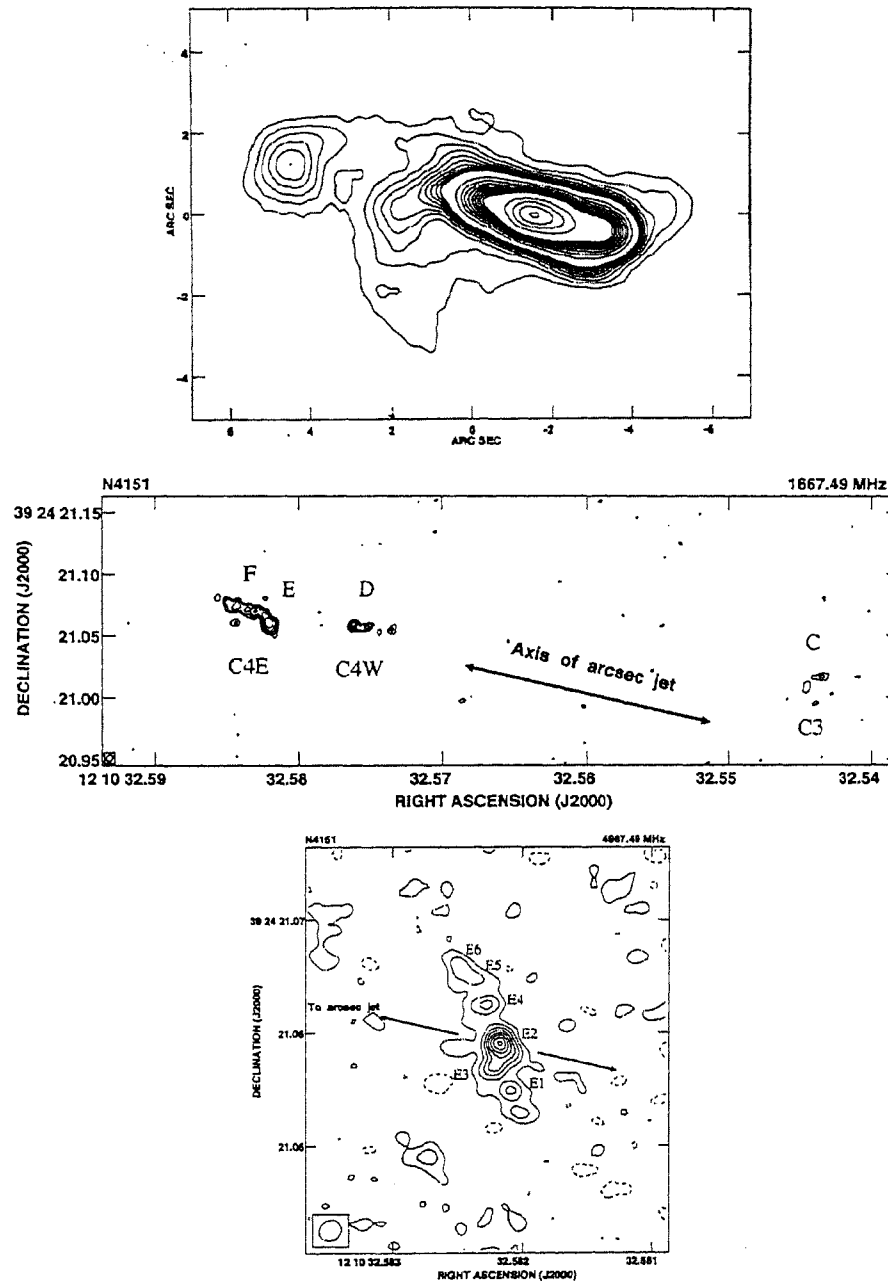 4
2
0
-2
-4
ARC SEC
6 4 2 0 -2 -4 -6
ARC SEC
N4151 1667.49 MHz
39 24 21.15
21.10
21.05
21.00
20.95
DECLINATION (J2000)
F E D
C4E C4W
Axis of arcsec jet
C
C3
12 10 32.59 32.58 32.57 32.56 32.55 32.54
RIGHT ASCENSION (J2000)
N4151 4987.49 MHz
39 24 21.07
21.06
21.05
DECLINATION (J2000)
E6
E5
E4
To arcsec jet
E2
E3 E1
12 10 32.583 32.582 32.581
RIGHT ASCENSION (J2000)